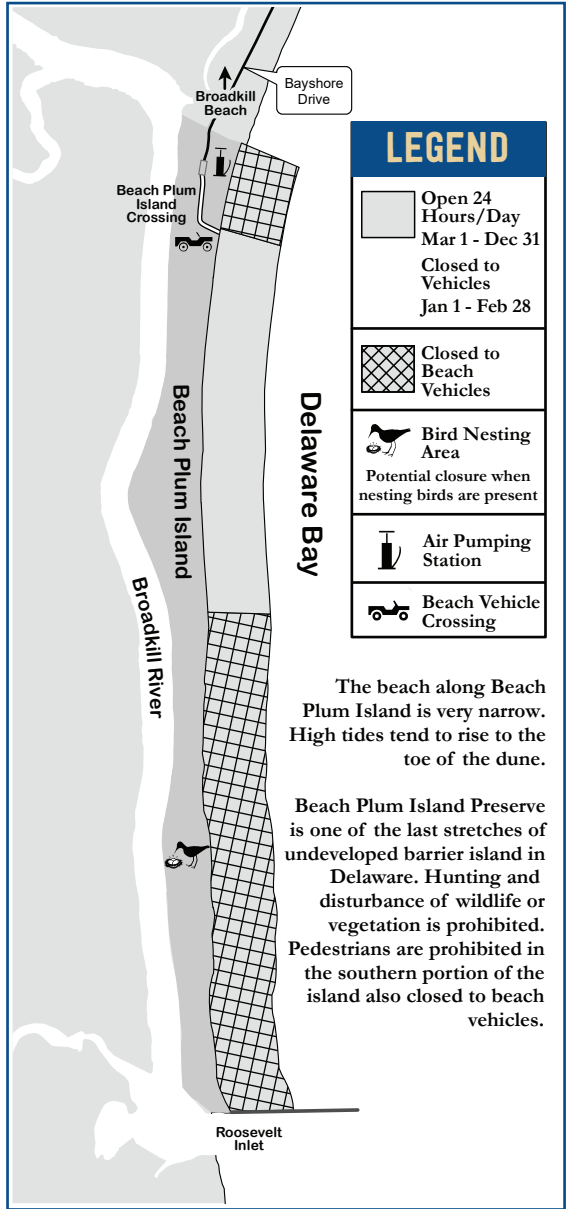 Bayshore
Drive
Broadkill
Beach
Beach Plum
Island
Crossing
Delaware Bay
Beach Plum Island
Broadkill River
Roosevelt
Inlet
LEGEND
Open 24
Hours/Day
Mar 1 - Dec 31
Closed to
Vehicles
Jan 1 - Feb 28
Closed to
Beach
Vehicles
Bird Nesting
Area
Potential closure when
nesting birds are present
Air Pumping
Station
Beach Vehicle
Crossing
The beach along Beach
Plum Island is very narrow.
High tides tend to rise to the
toe of the dune.
Beach Plum Island Preserve
is one of the last stretches of
undeveloped barrier island in
Delaware. Hunting and
disturbance of wildlife or
vegetation is prohibited.
Pedestrians are prohibited in
the southern portion of the
island also closed to beach
vehicles.